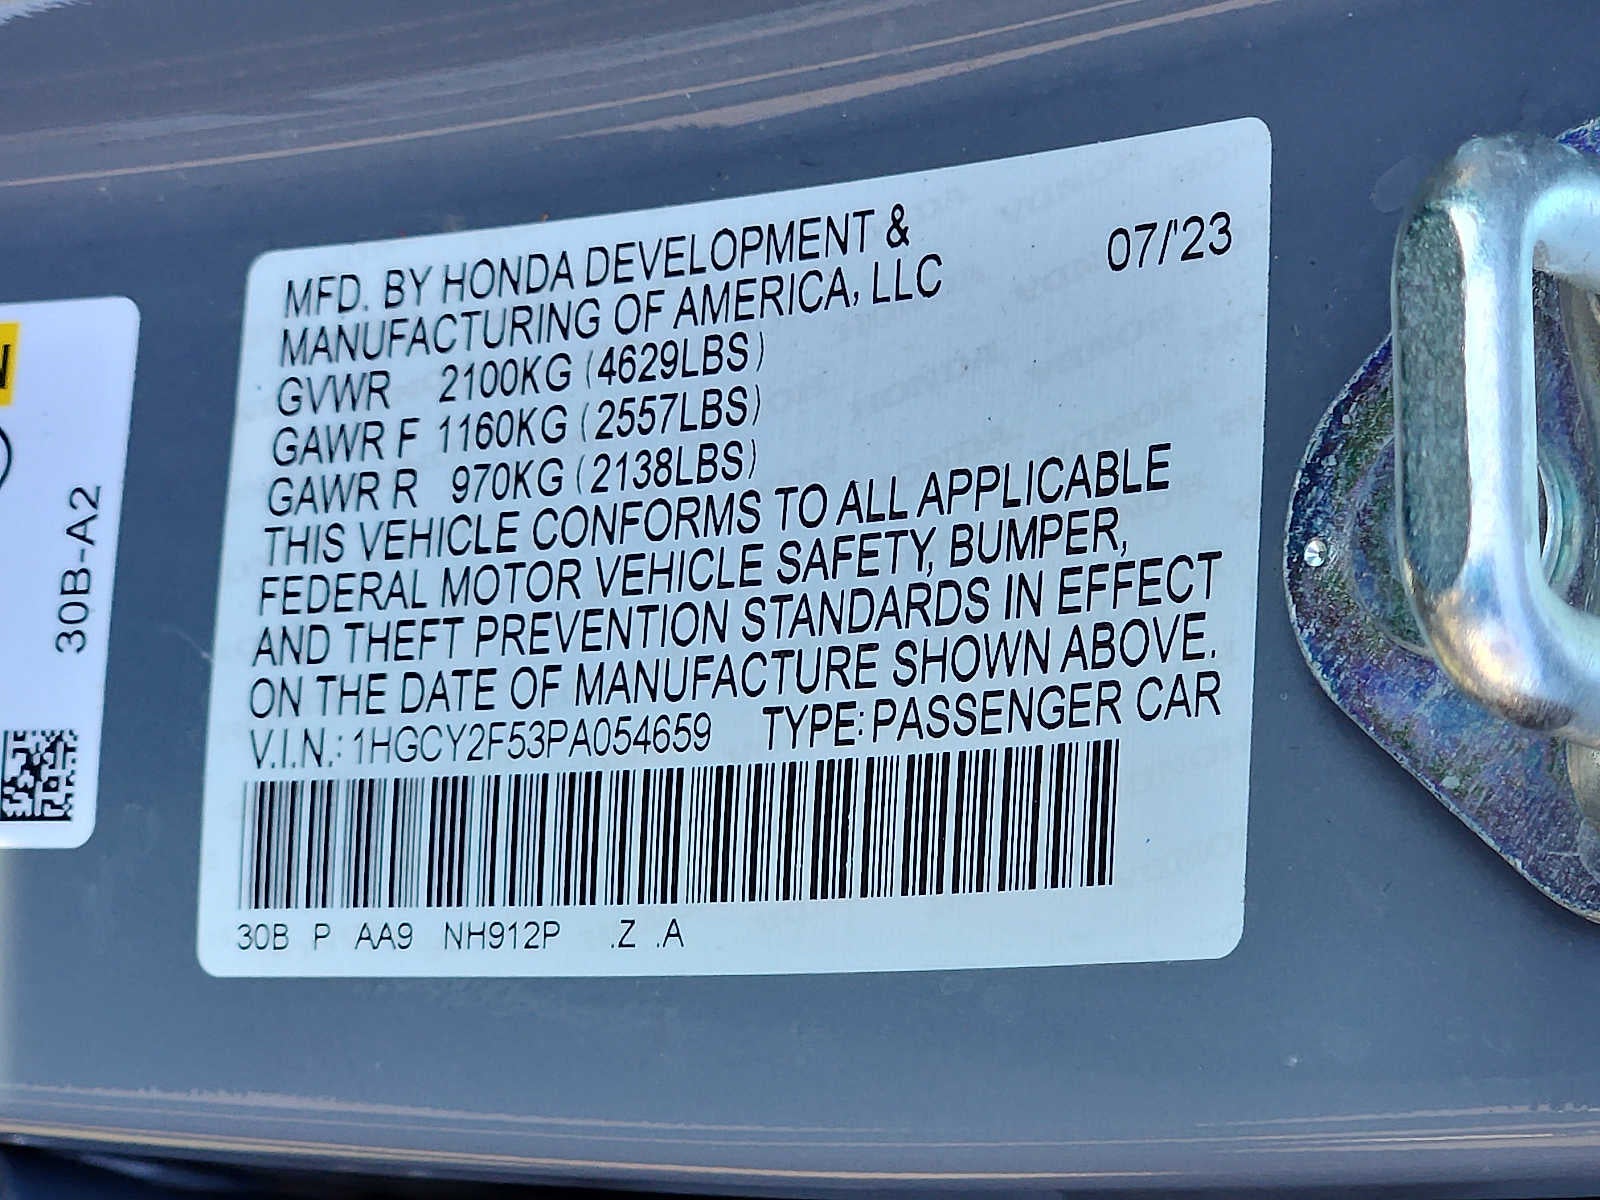 MFD. BY HONDA DEVELOPMENT &
MANUFACTURING OF AMERICA, LLC
07/'23
GVWR 2100KG (4629LBS)
GAWR F 1160KG (2557LBS)
GAWR R 970KG (2138LBS)
THIS VEHICLE CONFORMS TO ALL APPLICABLE
FEDERAL MOTOR VEHICLE SAFETY, BUMPER,
AND THEFT PREVENTION STANDARDS IN EFFECT
ON THE DATE OF MANUFACTURE SHOWN ABOVE.
V.I.N.: 1HGCY2F53PA054659 TYPE: PASSENGER CAR
30B P AA9 NH912P .Z .A
30B-A2